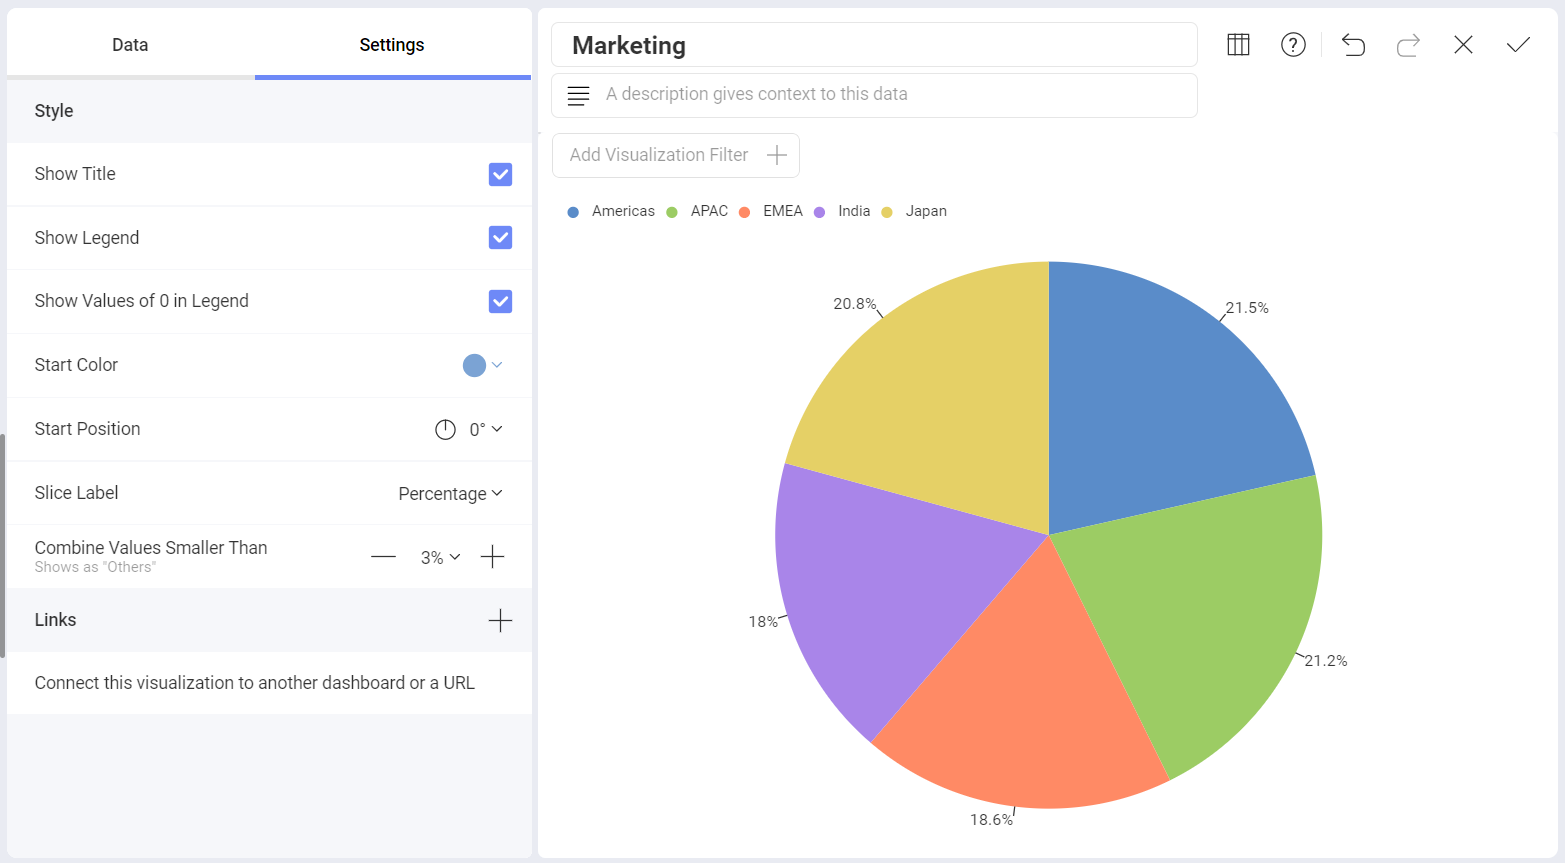 Data
Settings
Style
Show Title
Show Legend
Show Values of 0 in Legend
Start Color
Start Position
0°
Slice Label
Percentage
Combine Values Smaller Than
Shows as "Others"
3%
Links
Connect this visualization to another dashboard or a URL
Marketing
?
A description gives context to this data
Add Visualization Filter
Americas APAC EMEA India Japan
20.8%
21.5%
18%
21.2%
18.6%